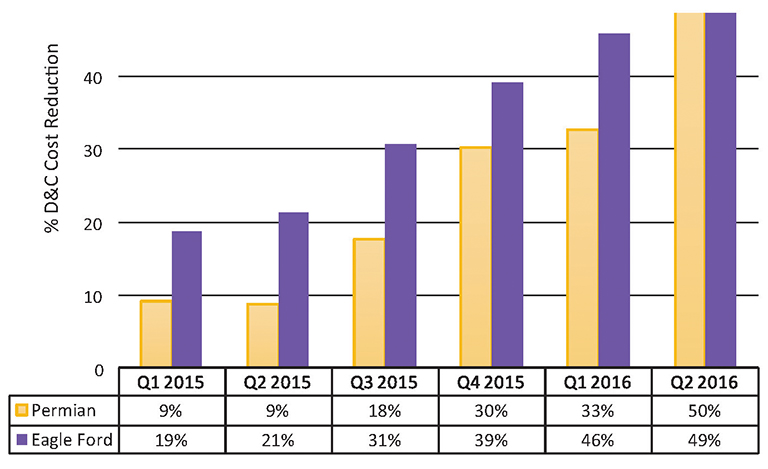 % D&C Cost Reduction
40
30
20
10
0
Q1 2015 Q2 2015 Q3 2015 Q4 2015 Q1 2016 Q2 2016
Permian 9% 9% 18% 30% 33% 50%
Eagle Ford 19% 21% 31% 39% 46% 49%